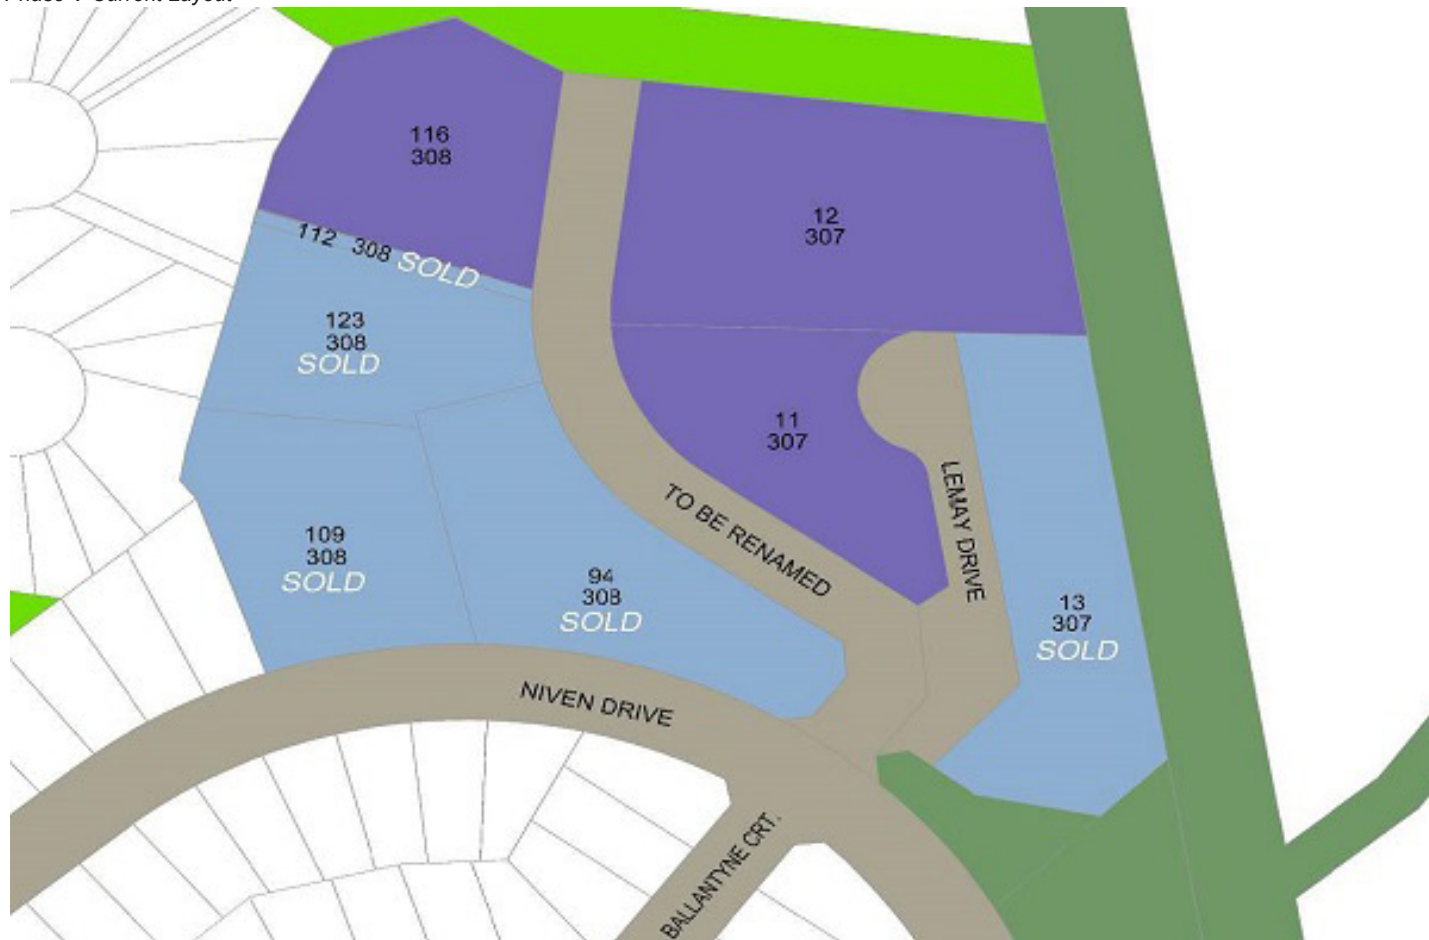 116
308
12
307
112 308 SOLD
123
308
SOLD
11
307
LEMAY DRIVE
TO BE RENAMED
109
308
SOLD
94
308
SOLD
13
307
SOLD
NIVEN DRIVE
BALLANTYNE CRT.